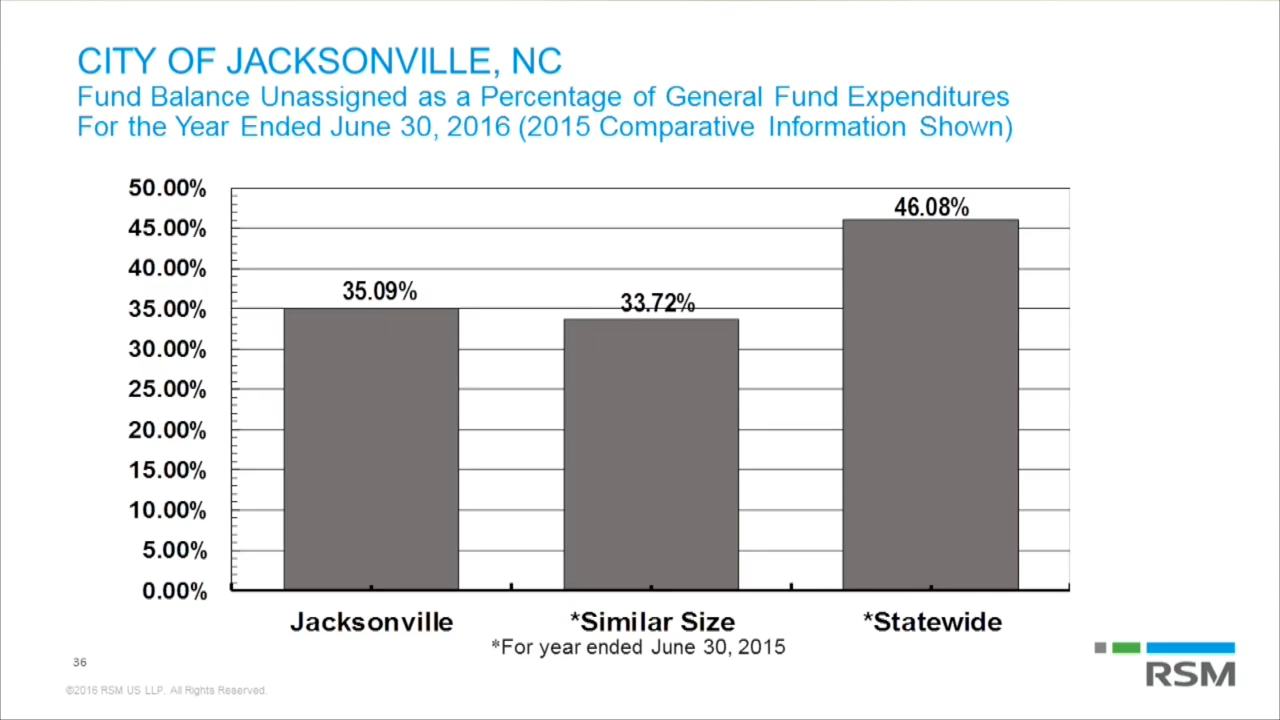 CITY OF JACKSONVILLE, NC
Fund Balance Unassigned as a Percentage of General Fund Expenditures
For the Year Ended June 30, 2016 (2015 Comparative Information Shown)
50.00%
45.00%
40.00%
35.00%
30.00%
25.00%
20.00%
15.00%
10.00%
5.00%
0.00%
35.09%
33.72%
46.08%
Jacksonville
*Similar Size
*Statewide
*For year ended June 30, 2015
36
©2016 RSM US LLP. All Rights Reserved.
RSM